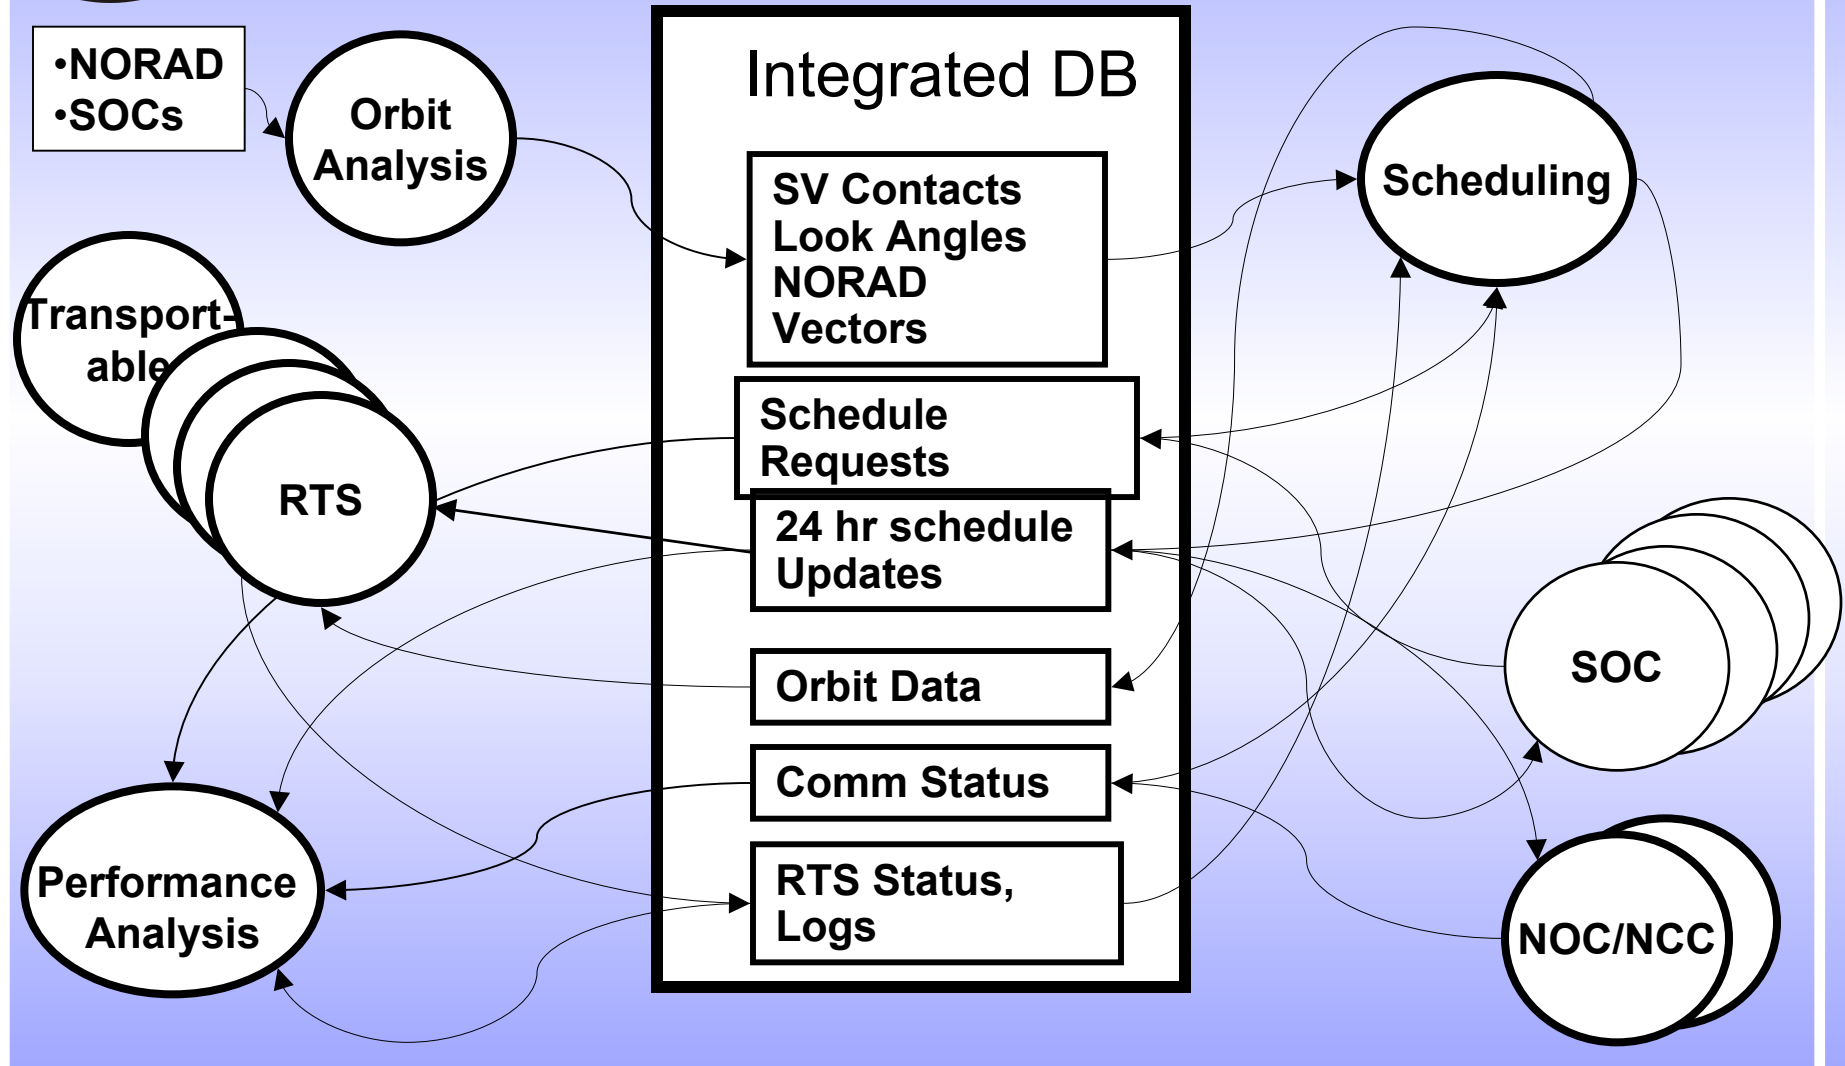 •NORAD
•SOCs
Orbit
Analysis
Integrated DB
SV Contacts
Look Angles
NORAD
Vectors
Scheduling
Transport-
able
RTS
Schedule
Requests
24 hr schedule
Updates
Orbit Data
Comm Status
RTS Status,
Logs
SOC
NOC/NCC
Performance
Analysis